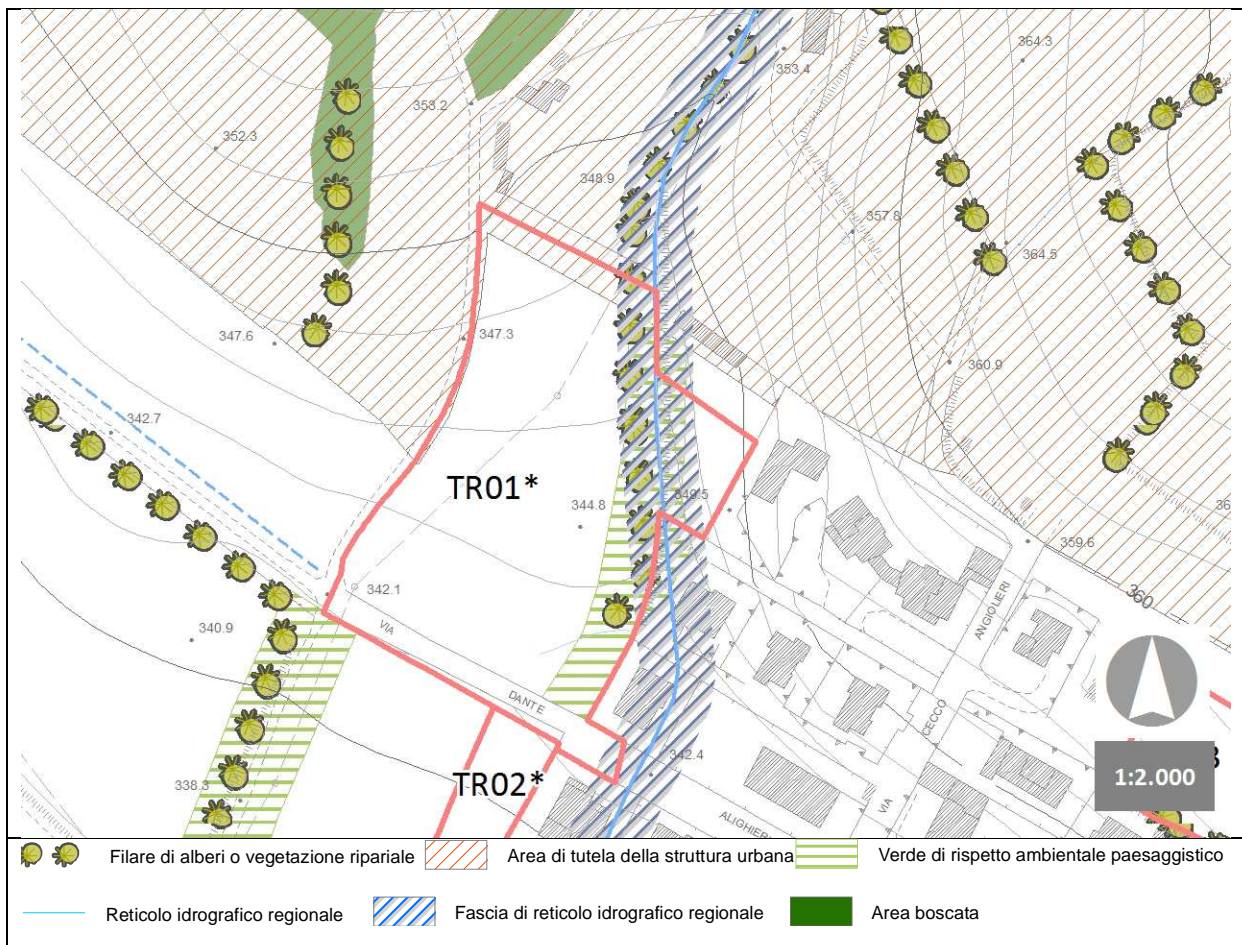 364.3
353.4
353.2
352.3
348.9
357.8
364.5
347.6
347.3
360.9
342.7
TR01*
344.8
359.6
342.1
360
ANGIOLIERI
340.9
VIA
DANTE
CECCO
342.4
TR02*
338.3
1:2.000
VIA
Filare di alberi o vegetazione ripariale
Area di tutela della struttura urbana
Verde di rispetto ambientale paesaggistico
Reticolo idrografico regionale
Fascia di reticolo idrografico regionale
Area boscata